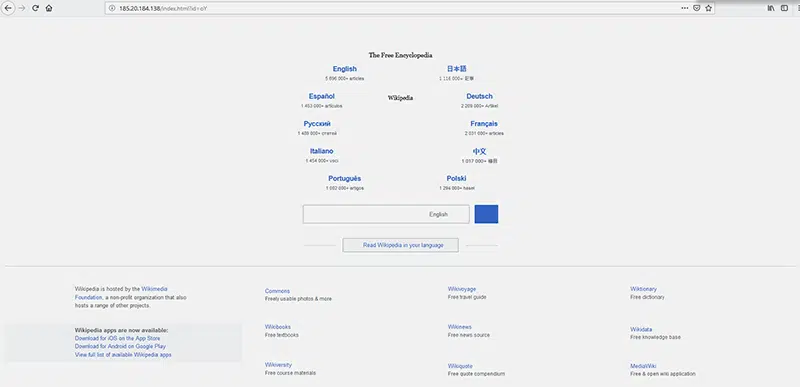 185.20.184.138/index.html?id=eY
The Free Encyclopedia
English
5 696 000+ articles
日本語
1 116 000+ 記事
Español
1 453 000+ artículos
Wikipedia
Deutsch
2 209 000+ Artikel
Русский
1 489 000+ статей
Français
2 031 000+ articles
Italiano
1 454 000+ voci
中文
1 017 000+ 條目
Português
1 002 000+ artigos
Polski
1 294 000+ haseł
English
Read Wikipedia in your language
Wikipedia is hosted by the Wikimedia
Foundation, a non-profit organization that also
hosts a range of other projects.
Wikipedia apps are now available:
Download for iOS on the App Store
Download for Android on Google Play
View full list of available Wikipedia apps
Commons
Freely usable photos & more
Wikivoyage
Free travel guide
Wiktionary
Free dictionary
Wikibooks
Free textbooks
Wikinews
Free news source
Wikidata
Free knowledge base
Wikiversity
Free course materials
Wikiquote
Free quote compendium
MediaWiki
Free & open wiki application